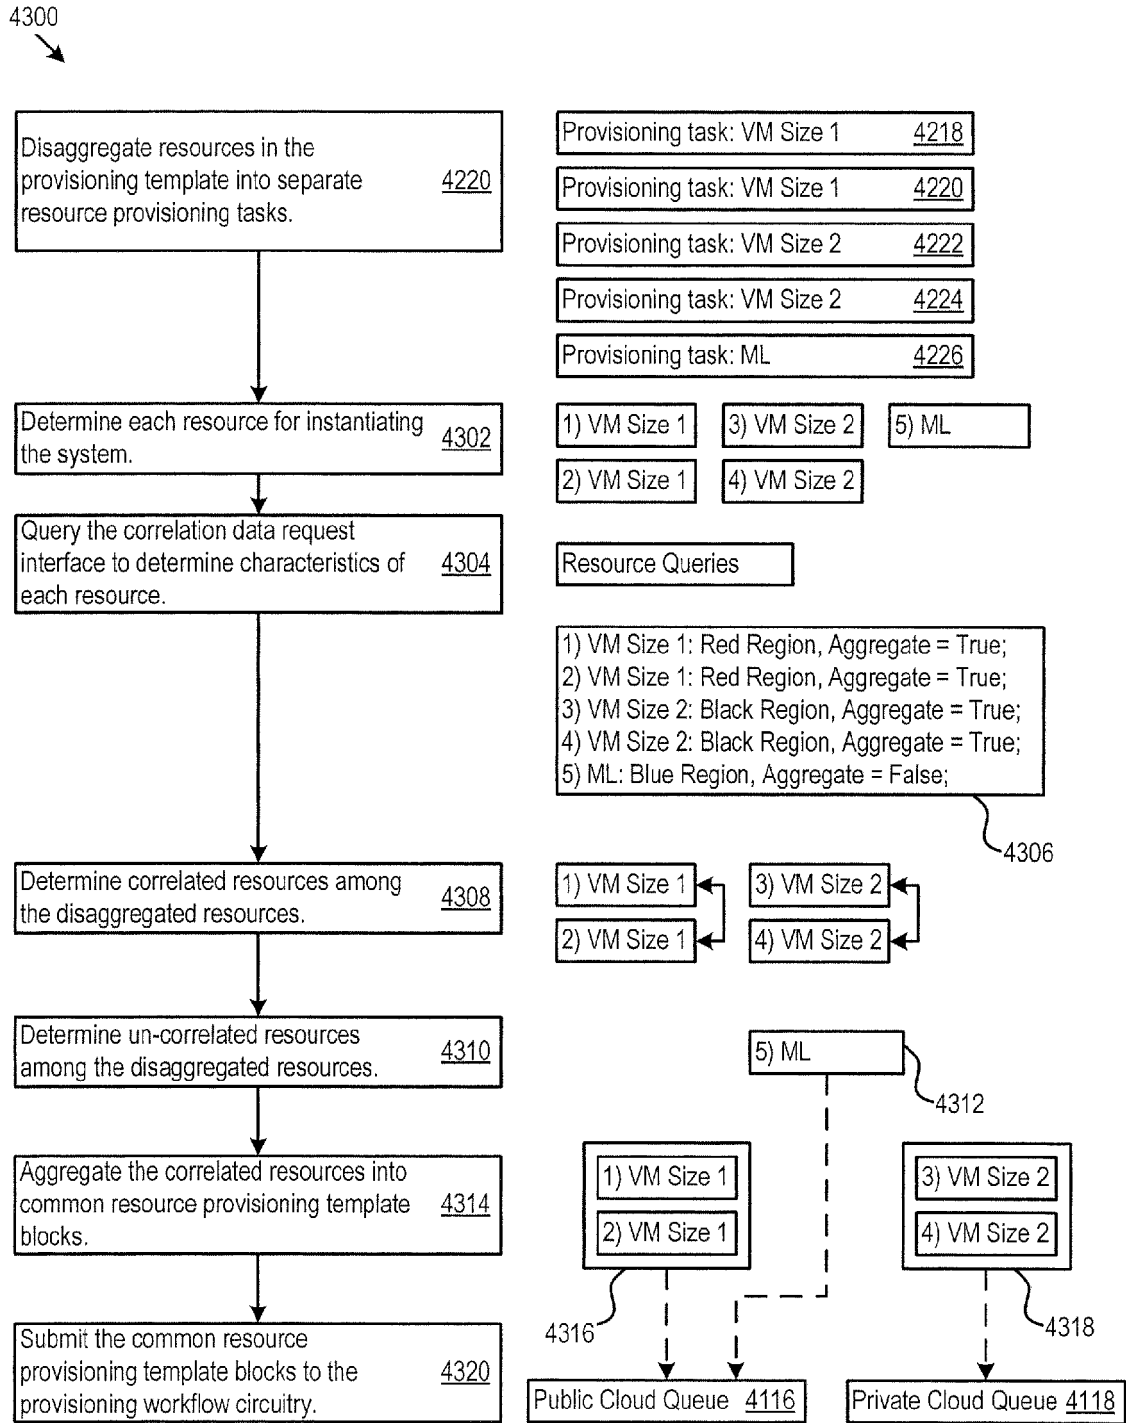 4300
Disaggregate resources in the
provisioning template into separate
resource provisioning tasks.
4220
Provisioning task: VM Size 1 4218
Provisioning task: VM Size 1 4220
Provisioning task: VM Size 2 4222
Provisioning task: VM Size 2 4224
Provisioning task: ML 4226
Determine each resource for instantiating
the system.
4302
1) VM Size 1
3) VM Size 2
5) ML
2) VM Size 1
4) VM Size 2
Query the correlation data request
interface to determine characteristics of
each resource.
4304
Resource Queries
1) VM Size 1: Red Region, Aggregate = True;
2) VM Size 1: Red Region, Aggregate = True;
3) VM Size 2: Black Region, Aggregate = True;
4) VM Size 2: Black Region, Aggregate = True;
5) ML: Blue Region, Aggregate = False;
4306
Determine correlated resources among
the disaggregated resources.
4308
1) VM Size 1
3) VM Size 2
2) VM Size 1
4) VM Size 2
Determine un-correlated resources
among the disaggregated resources.
4310
5) ML
4312
Aggregate the correlated resources into
common resource provisioning template
blocks.
4314
1) VM Size 1
2) VM Size 1
3) VM Size 2
4) VM Size 2
4316
4318
Submit the common resource
provisioning template blocks to the
provisioning workflow circuitry.
4320
Public Cloud Queue 4116
Private Cloud Queue 4118